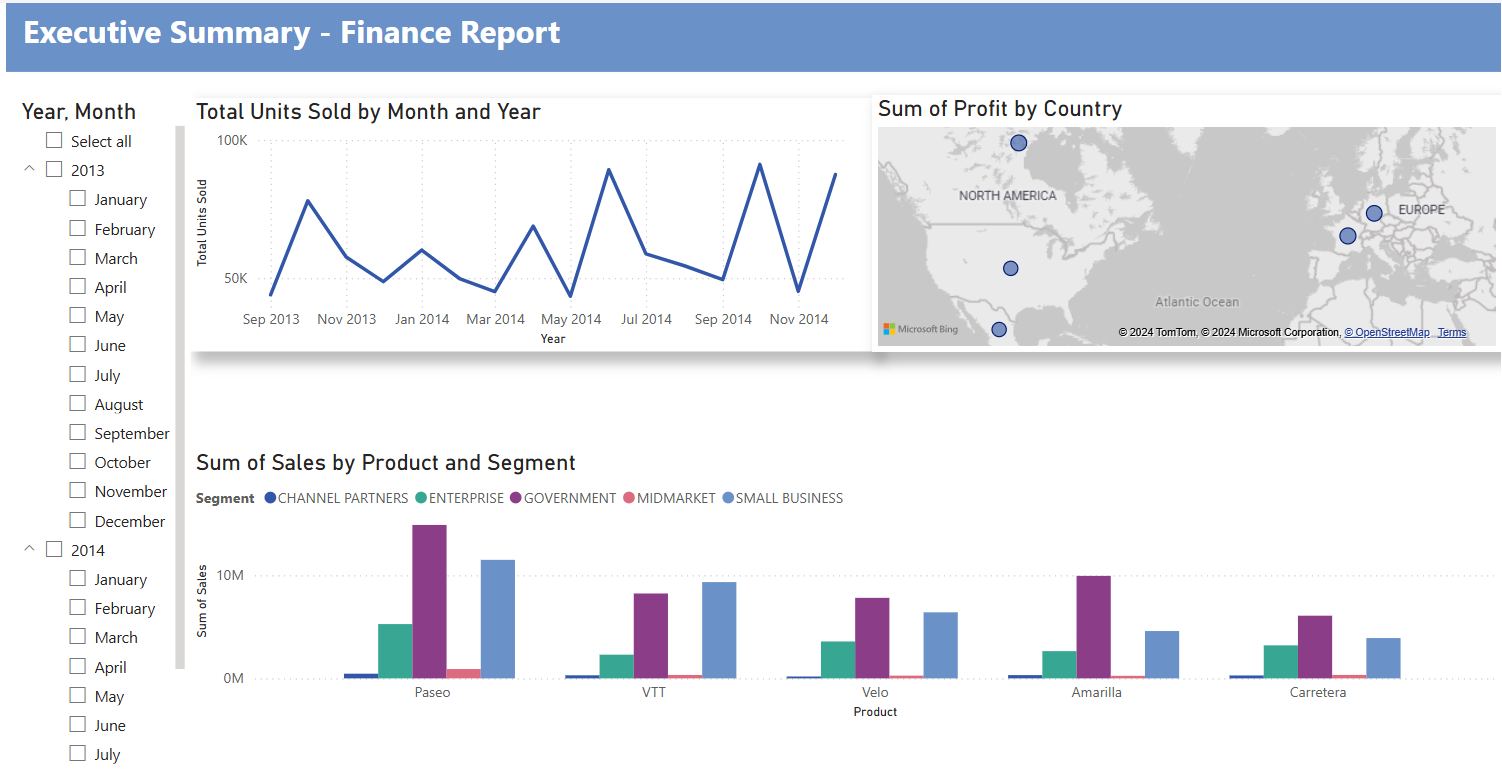 Executive Summary - Finance Report
Year, Month
Select all
2013
January
February
March
April
May
June
July
August
September
October
November
December
2014
January
February
March
April
May
June
July
Total Units Sold by Month and Year
100K
50K
Total Units Sold
Sep 2013 Nov 2013 Jan 2014 Mar 2014 May 2014 Jul 2014 Sep 2014 Nov 2014
Year
Sum of Profit by Country
NORTH AMERICA
EUROPE
Atlantic Ocean
Microsoft Bing
© 2024 TomTom, © 2024 Microsoft Corporation, © OpenStreetMap Terms
Sum of Sales by Product and Segment
Segment CHANNEL PARTNERS ENTERPRISE GOVERNMENT MIDMARKET SMALL BUSINESS
10M
0M
Sum of Sales
Paseo VTT Velo Amarilla Carretera
Product